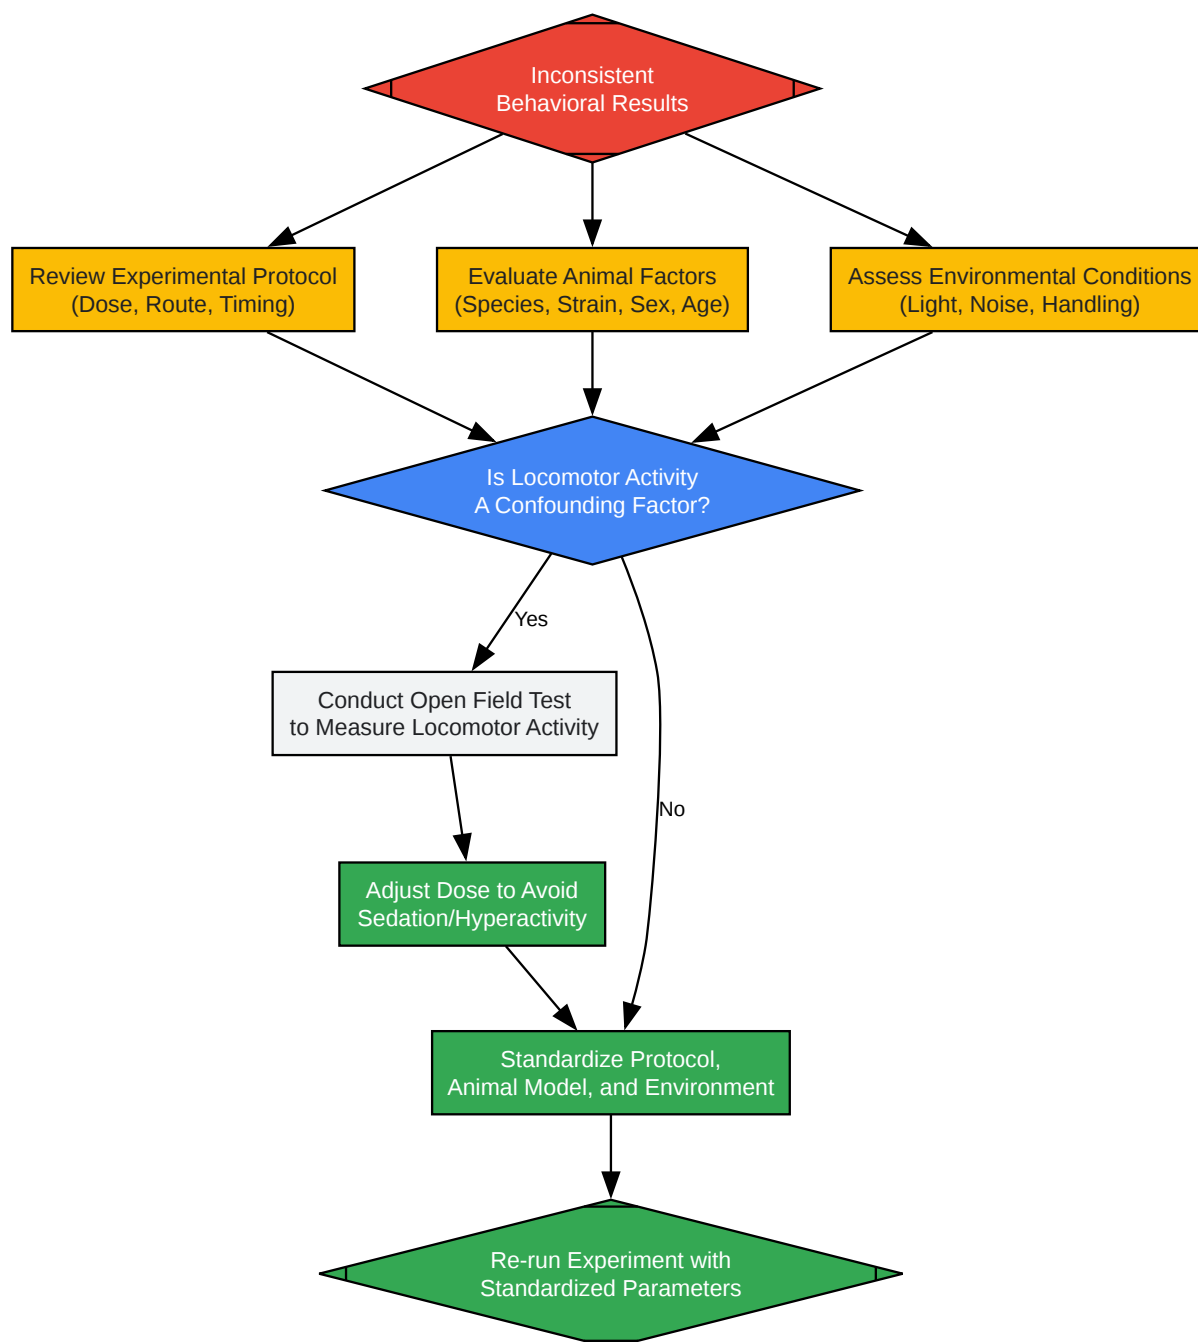 Inconsistent
Behavioral Results
Review Experimental Protocol
(Dose, Route, Timing)
Evaluate Animal Factors
(Species, Strain, Sex, Age)
Assess Environmental Conditions
(Light, Noise, Handling)
Is Locomotor Activity
A Confounding Factor?
Yes
Conduct Open Field Test
to Measure Locomotor Activity
No
Adjust Dose to Avoid
Sedation/Hyperactivity
Standardize Protocol,
Animal Model, and Environment
Re-run Experiment with
Standardized Parameters